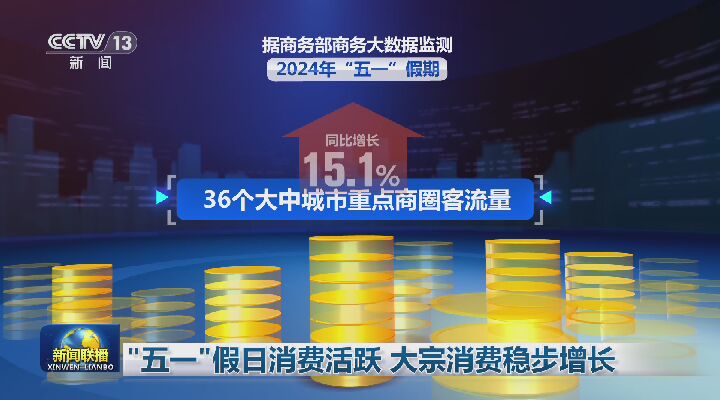 CCTV 13
新闻
据商务部商务大数据监测
2024年“五一”假期
同比增长
15.1%
36个大中城市重点商圈客流量
新闻联播
XINWEN-LIANBO
"五一"假日消费活跃 大宗消费稳步增长